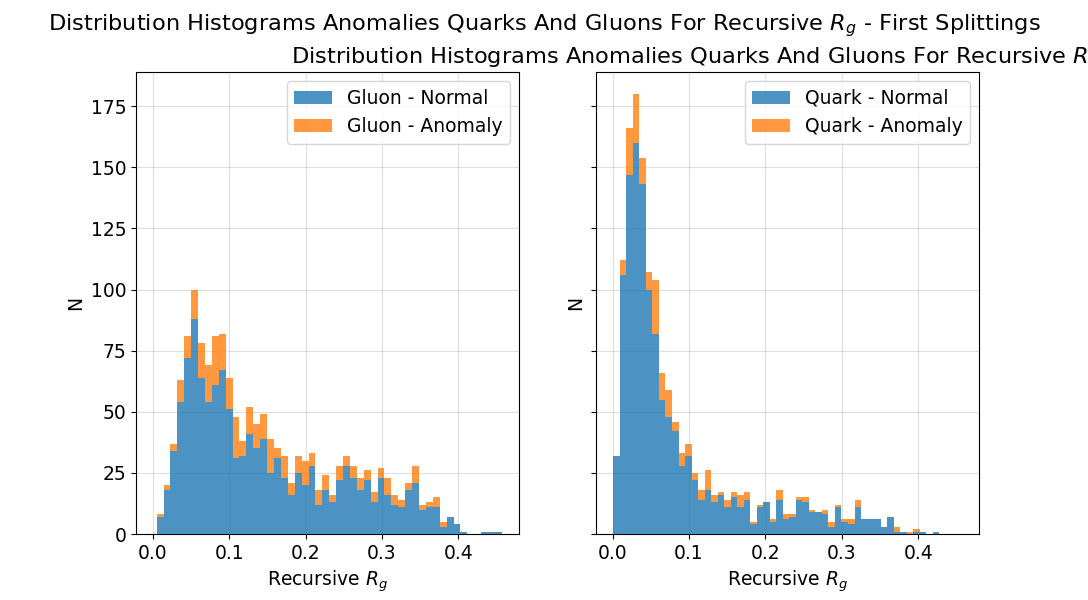 Distribution Histograms Anomalies Quarks And Gluons For Recursive R_g - First Splittings
Distribution Histograms Anomalies Quarks And Gluons For Recursive R
Gluon - Normal
Gluon - Anomaly
Quark - Normal
Quark - Anomaly
175
150
125
100
75
50
25
0
N
N
0.0 0.1 0.2 0.3 0.4
0.0 0.1 0.2 0.3 0.4
Recursive R_g
Recursive R_g